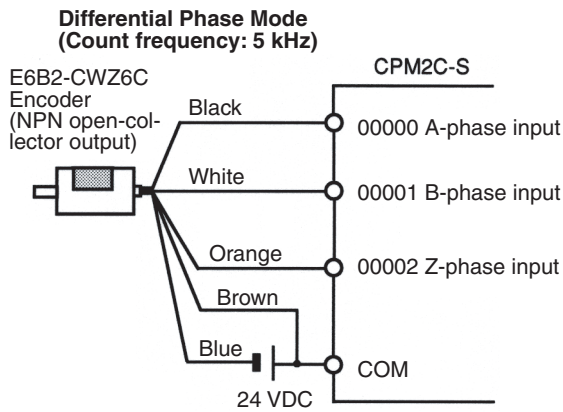 Differential Phase Mode
(Count frequency: 5 kHz)
CPM2C-S
E6B2-CWZ6C
Encoder
(NPN open-col-
lector output)
Black
00000 A-phase input
White
00001 B-phase input
Orange
00002 Z-phase input
Brown
Blue
COM
24 VDC